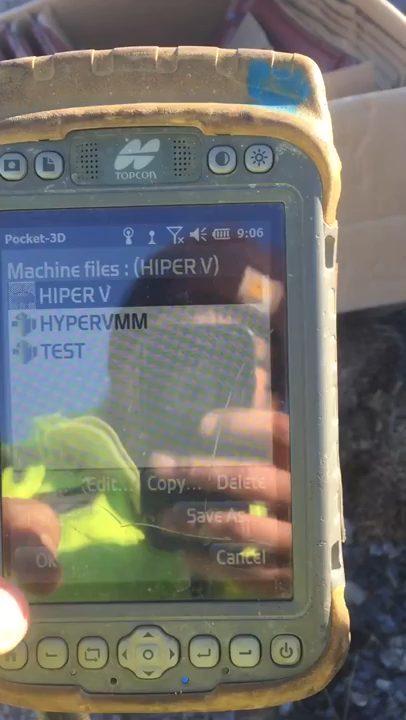 TOPCON
Pocket-3D 9:06
Machine files : (HIPER V)
HIPER V
HYPERVMM
TEST
Edit... Copy... Delete
Save As
OK Cancel